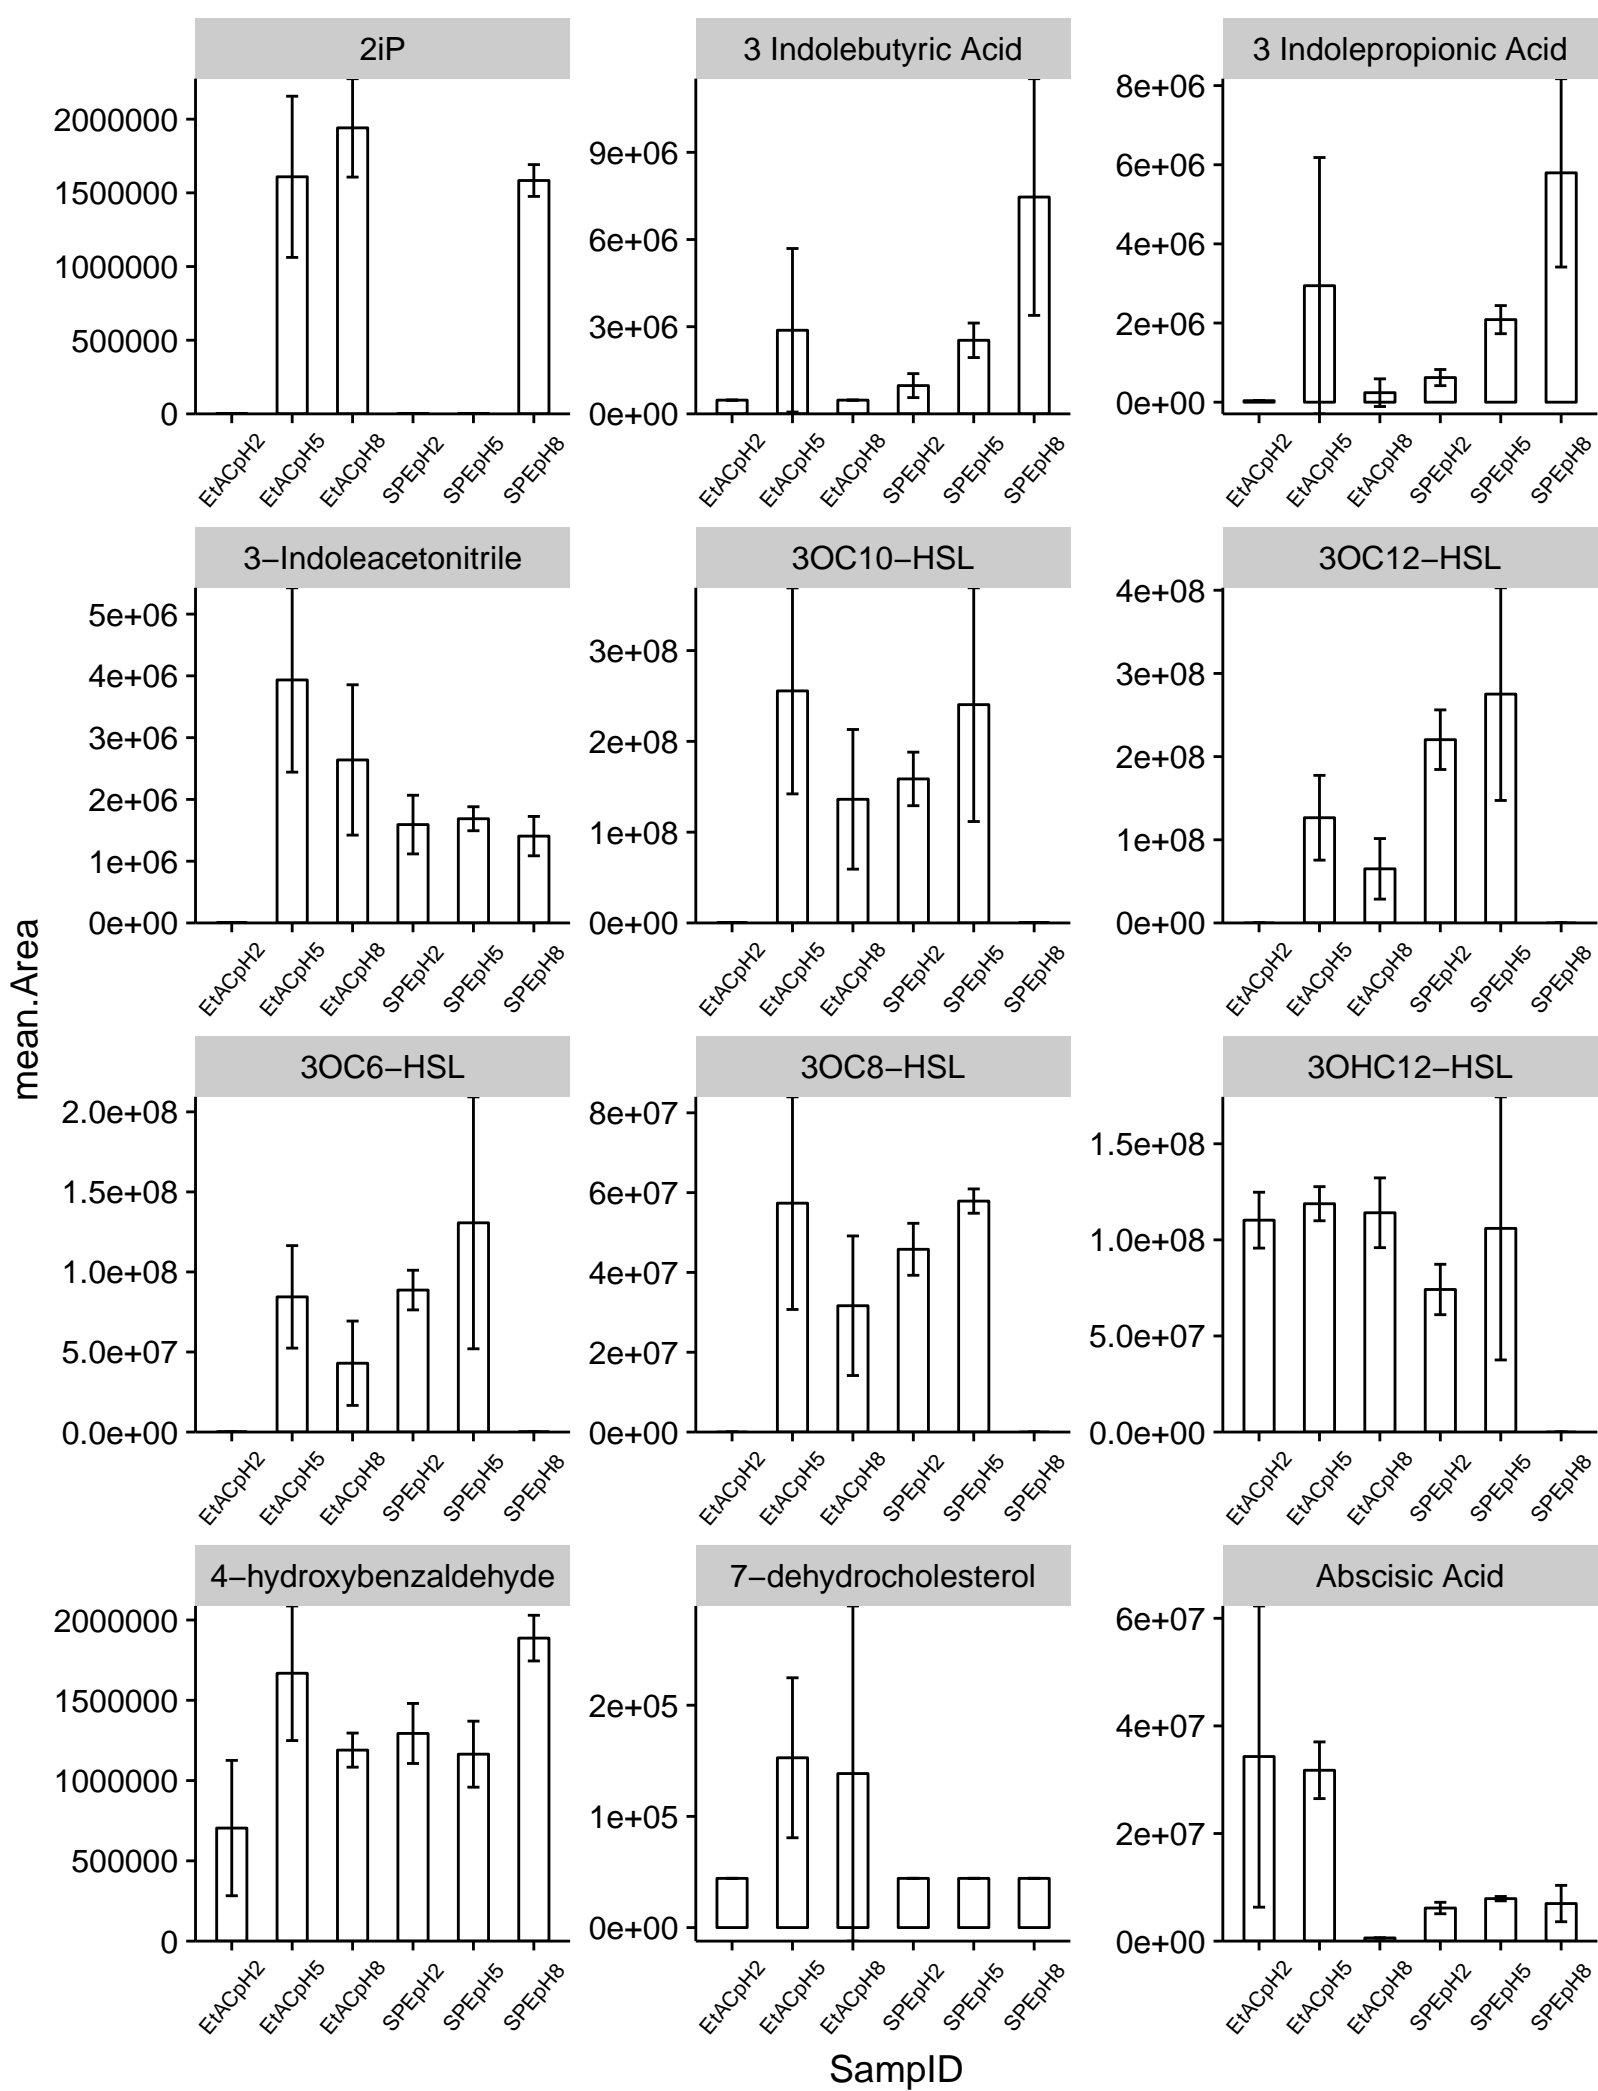 2iP
3 Indolebutyric Acid
3 Indolepropionic Acid
2000000
1500000
1000000
500000
0
9e+06
6e+06
3e+06
0e+00
8e+06
6e+06
4e+06
2e+06
0e+00
EtACpH2
EtACpH5
EtACpH8
SPEpH2
SPEpH5
SPEpH8
EtACpH2
EtACpH5
EtACpH8
SPEpH2
SPEpH5
SPEpH8
EtACpH2
EtACpH5
EtACpH8
SPEpH2
SPEpH5
SPEpH8
3−Indoleacetonitrile
3OC10−HSL
3OC12−HSL
5e+06
4e+06
3e+06
2e+06
1e+06
0e+00
3e+08
2e+08
1e+08
0e+00
4e+08
3e+08
2e+08
1e+08
0e+00
EtACpH2
EtACpH5
EtACpH8
SPEpH2
SPEpH5
SPEpH8
EtACpH2
EtACpH5
EtACpH8
SPEpH2
SPEpH5
SPEpH8
EtACpH2
EtACpH5
EtACpH8
SPEpH2
SPEpH5
SPEpH8
mean.Area
3OC6−HSL
3OC8−HSL
3OHC12−HSL
2.0e+08
1.5e+08
1.0e+08
5.0e+07
0.0e+00
8e+07
6e+07
4e+07
2e+07
0e+00
1.5e+08
1.0e+08
5.0e+07
0.0e+00
EtACpH2
EtACpH5
EtACpH8
SPEpH2
SPEpH5
SPEpH8
EtACpH2
EtACpH5
EtACpH8
SPEpH2
SPEpH5
SPEpH8
EtACpH2
EtACpH5
EtACpH8
SPEpH2
SPEpH5
SPEpH8
4−hydroxybenzaldehyde
7−dehydrocholesterol
Abscisic Acid
2000000
1500000
1000000
500000
0
2e+05
1e+05
0e+00
6e+07
4e+07
2e+07
0e+00
EtACpH2
EtACpH5
EtACpH8
SPEpH2
SPEpH5
SPEpH8
EtACpH2
EtACpH5
EtACpH8
SPEpH2
SPEpH5
SPEpH8
EtACpH2
EtACpH5
EtACpH8
SPEpH2
SPEpH5
SPEpH8
SampID